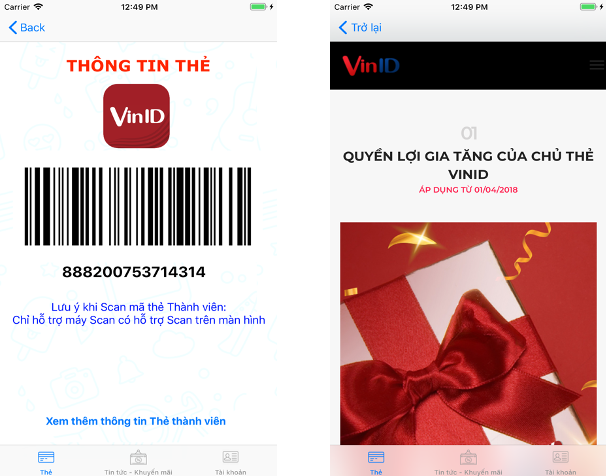 Carrier 12:49 PM
Back
THÔNG TIN THẺ
VinID
888200753714314
Lưu ý khi Scan mã thẻ Thành viên:
Chỉ hỗ trợ máy Scan có hỗ trợ Scan trên màn hình
Xem thêm thông tin Thẻ thành viên
Thẻ Tin tức - Khuyến mãi Tài khoản
Carrier 12:49 PM
Trở lại
VinID
01
QUYỀN LỢI GIA TĂNG CỦA CHỦ THẺ
VINID
ÁP DỤNG TỪ 01/04/2018
Thẻ Tin tức - Khuyến mãi Tài khoản